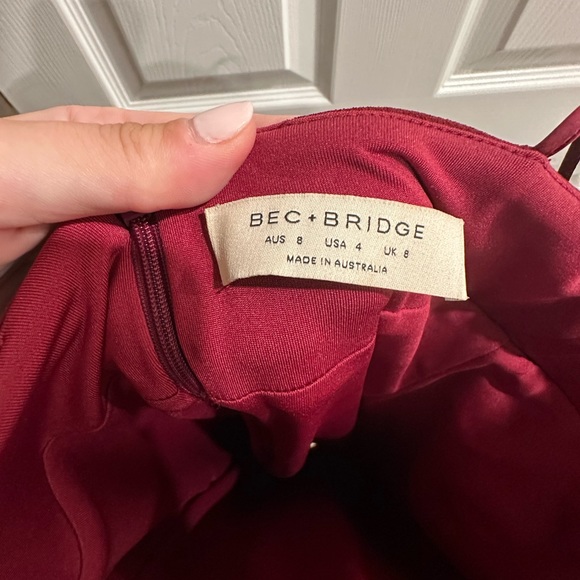 BEC + BRIDGE
AUS 8 USA 4 UK 8
MADE IN AUSTRALIA